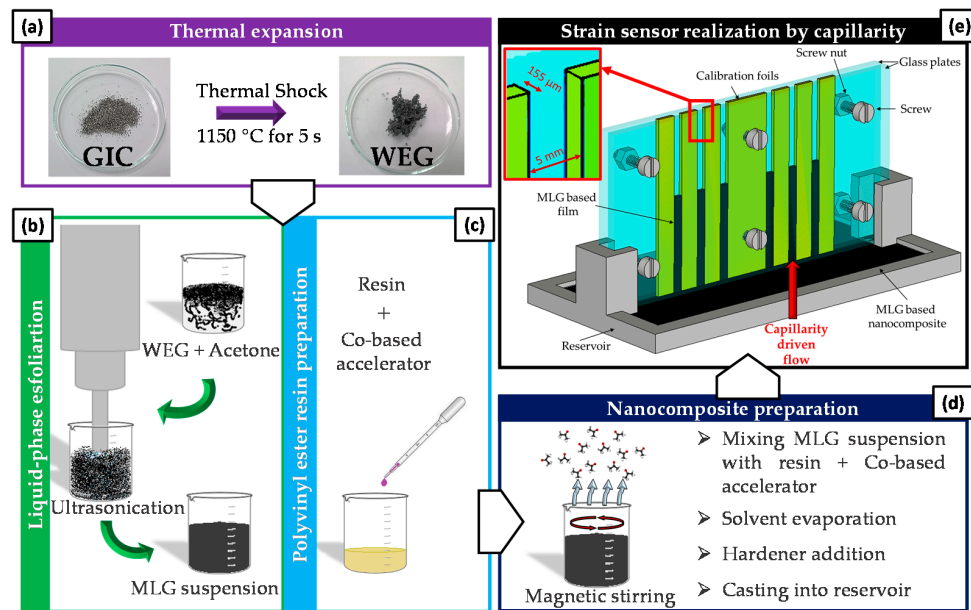 (a)
Thermal expansion
GIC
Thermal Shock
1150 °C for 5 s
WEG
(b)
Liquid-phase esfoliartion
WEG + Acetone
Ultrasonication
MLG suspension
(c)
Polyvinyl ester resin preparation
Resin
+
Co-based
accelerator
(d)
Nanocomposite preparation
Magnetic stirring
➢ Mixing MLG suspension
with resin + Co-based
accelerator
➢ Solvent evaporation
➢ Hardener addition
➢ Casting into reservoir
(e)
Strain sensor realization by capillarity
155 µm
5 mm
Calibration foils
Screw nut
Glass plates
Screw
MLG based
film
Reservoir
Capillarity
driven
flow
MLG based
nanocomposite